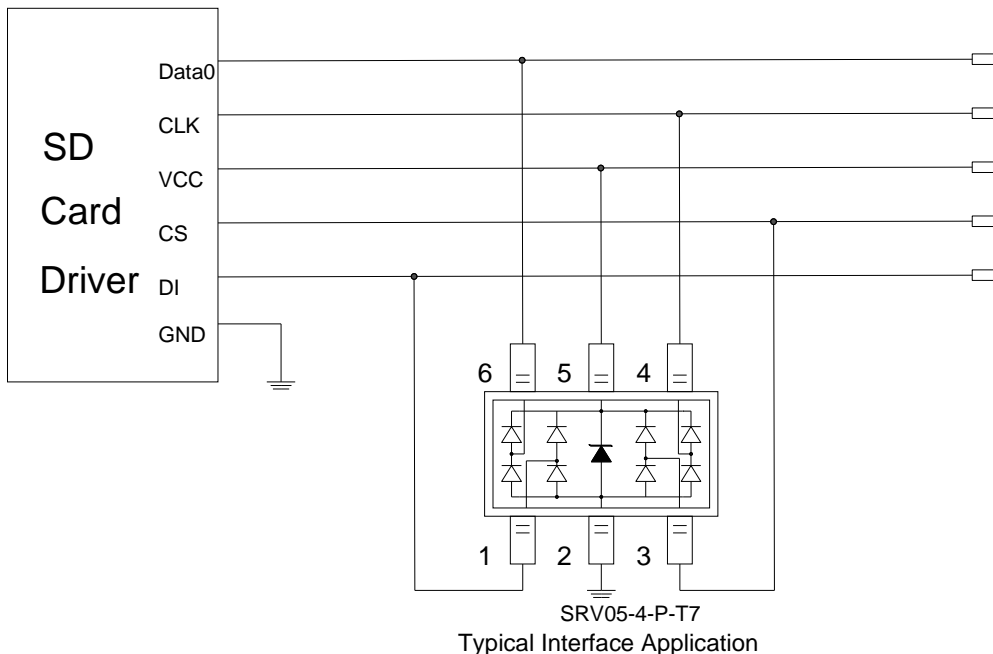 Data0
CLK
SD
VCC
Card
CS
Driver
DI
GND
6 5 4
1 2 3
SRV05-4-P-T7
Typical Interface Application